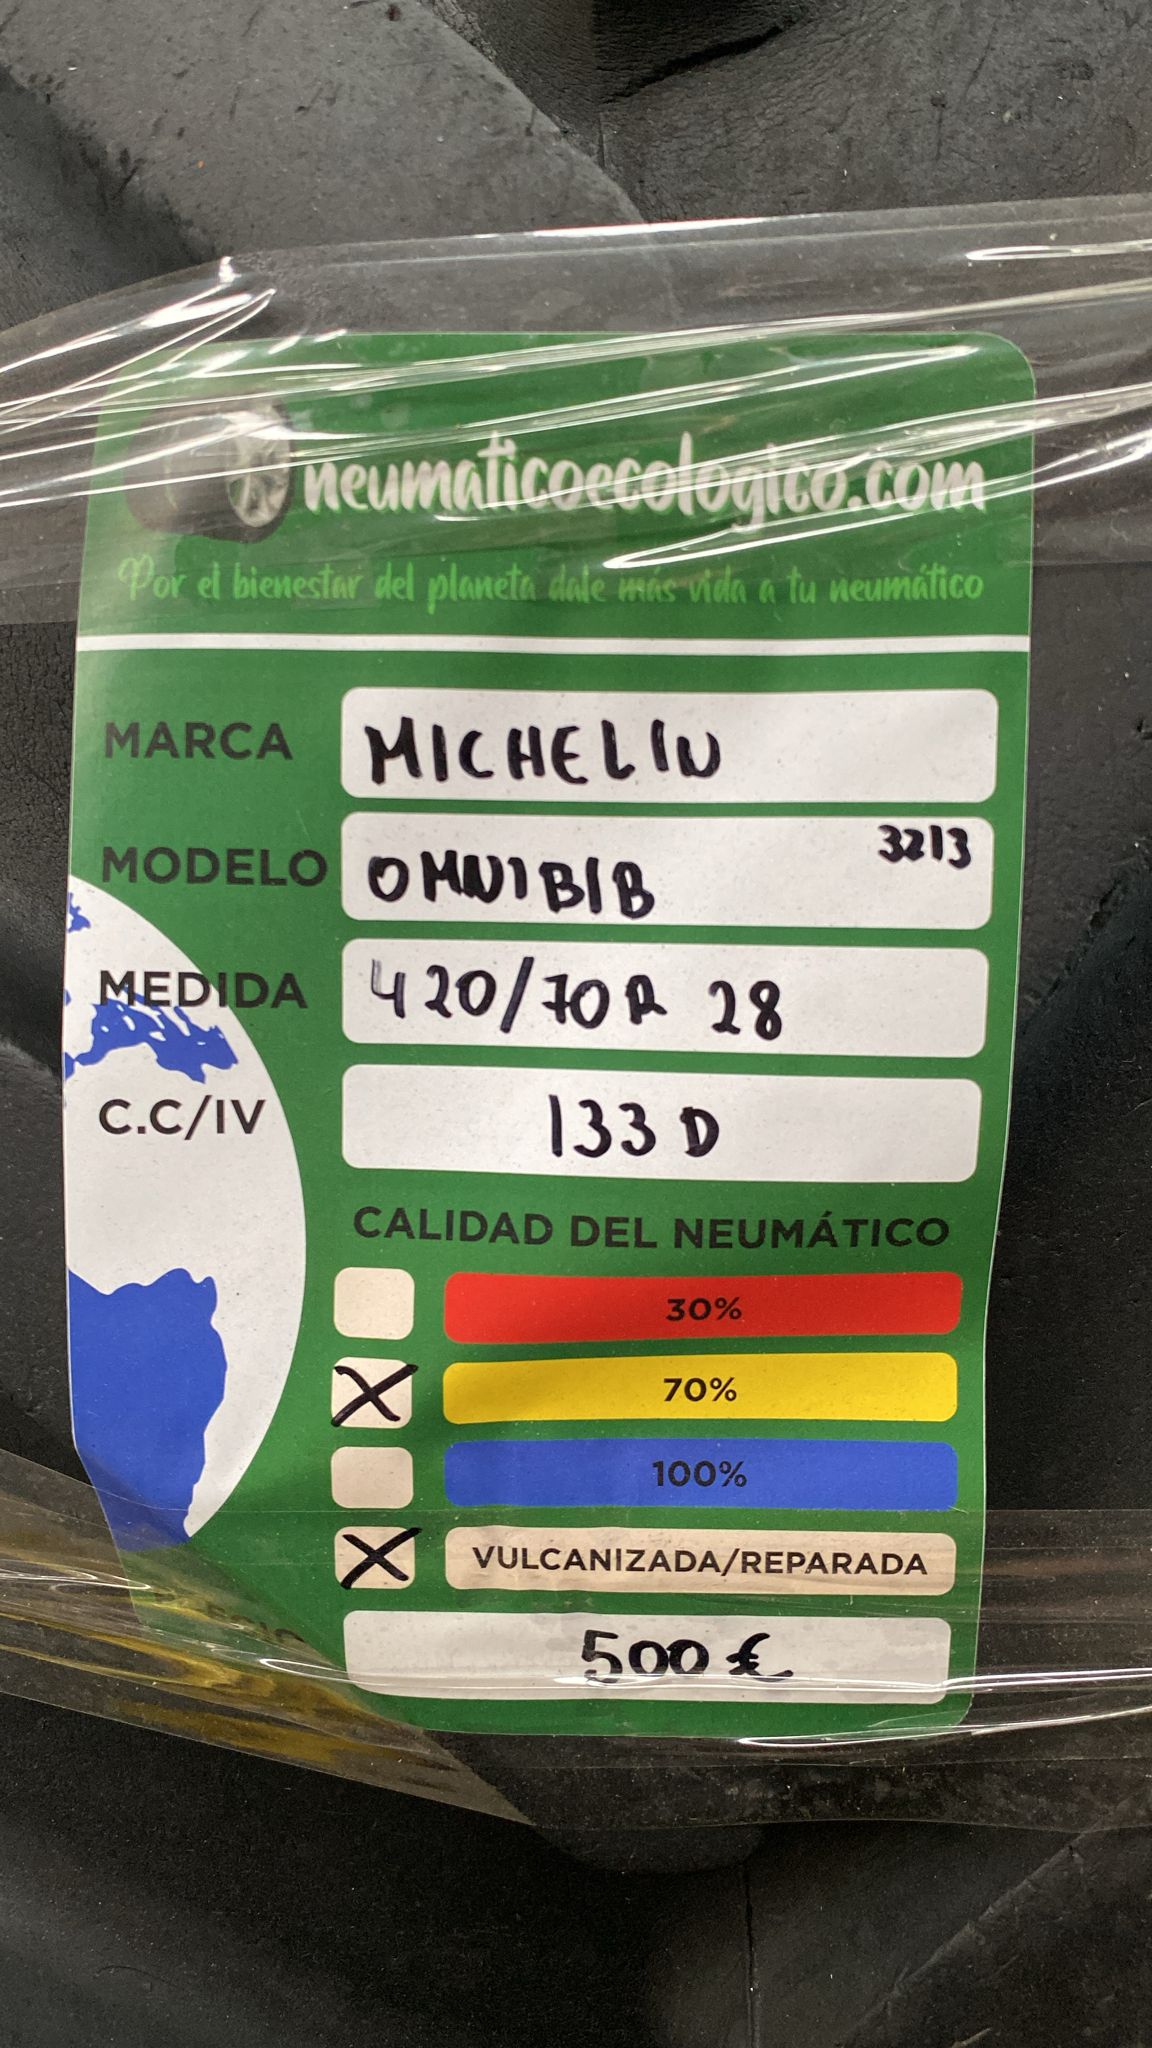 neumaticoecologico.com
Por el bienestar del planeta dale más vida a tu neumático
MARCA MICHELIN
MODELO OMNIBIB 3213
MEDIDA 420/70R 28
C.C/IV 133D
CALIDAD DEL NEUMÁTICO
30%
X 70%
100%
X VULCANIZADA/REPARADA
500 €